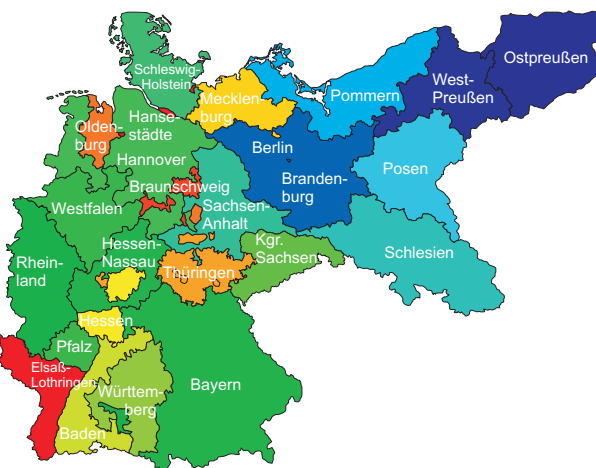 Schleswig-
Holstein
Mecklen-
burg
Pommern
West-
Preußen
Ostpreußen
Olden-
burg
Hanse-
städte
Hannover
Berlin
Branden-
burg
Posen
Braunschweig
Westfalen
Sachsen-
Anhalt
Hessen-
Nassau
Kgr.
Sachsen
Schlesien
Rhein-
land
Thüringen
Hessen
Pfalz
Elsaß-
Lothringen
Württem-
berg
Bayern
Baden